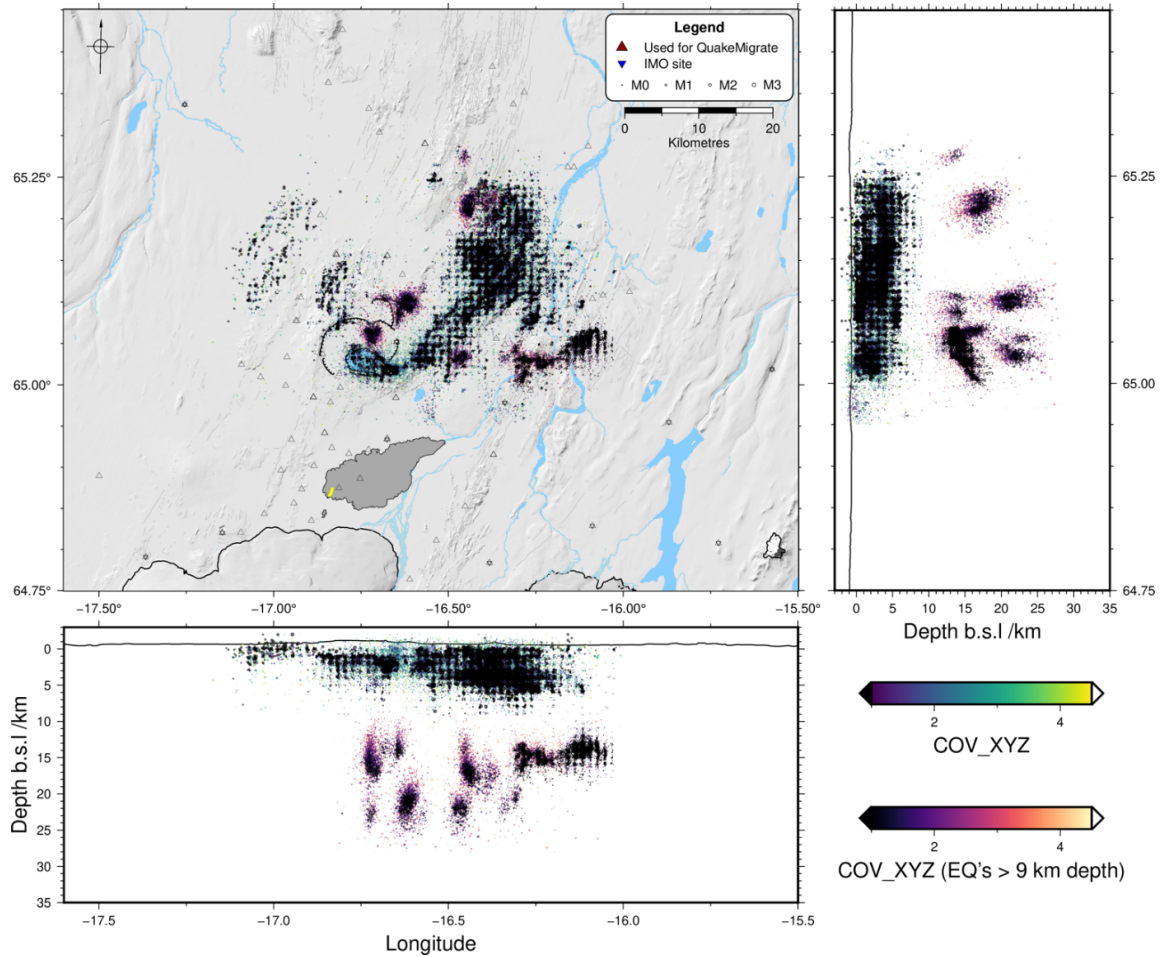 Legend
Used for QuakeMigrate
IMO site
M0 M1 M2 M3
0 10 20
Kilometres
65.25°
65.00°
64.75°
−17.50° −17.00° −16.50° −16.00° −15.50°
65.25
65.00
64.75
0 5 10 15 20 25 30 35
Depth b.s.l /km
0
5
10
15
20
25
30
35
Depth b.s.l /km
−17.5 −17.0 −16.5 −16.0 −15.5
Longitude
2 4
COV_XYZ
2 4
COV_XYZ (EQ's > 9 km depth)